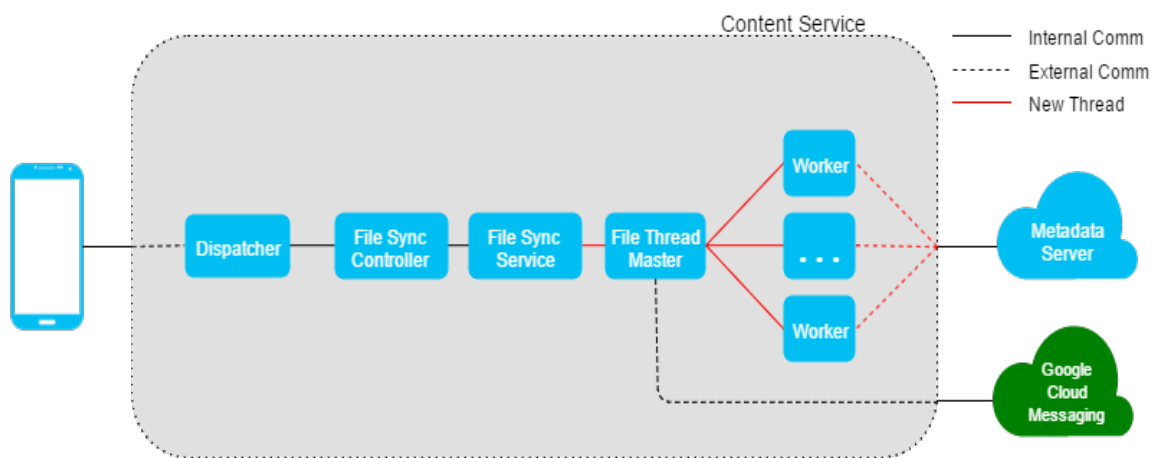 Content Service
Internal Comm
External Comm
New Thread
Worker
Dispatcher
File Sync
Controller
File Sync
Service
File Thread
Master
...
Worker
Metadata
Server
Google
Cloud
Messaging